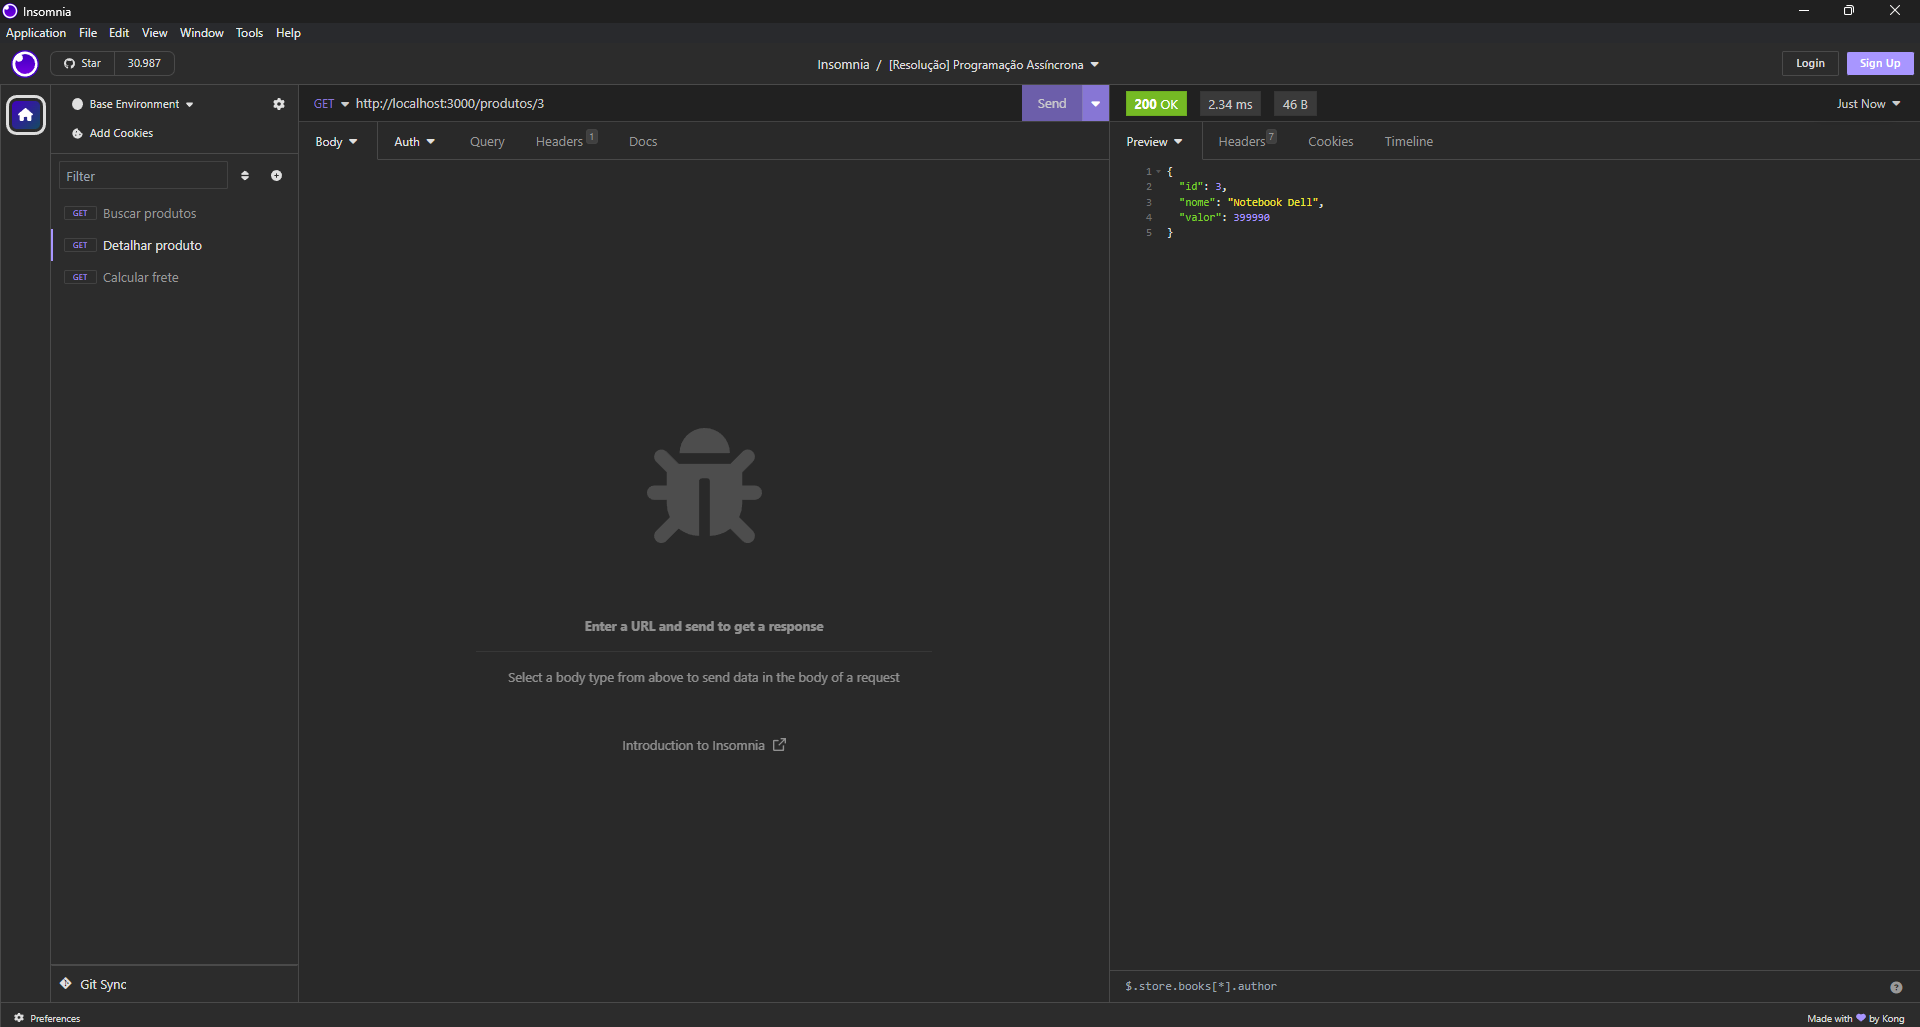 Insomnia
Application File Edit View Window Tools Help
Star 30.987
Insomnia / [Resolução] Programação Assíncrona
Login Sign Up
Base Environment
Add Cookies
Filter
GET Buscar produtos
GET Detalhar produto
GET Calcular frete
Git Sync
GET http://localhost:3000/produtos/3 Send
Body Auth Query Headers 1 Docs
Enter a URL and send to get a response
Select a body type from above to send data in the body of a request
Introduction to Insomnia
200 OK 2.34 ms 46 B Just Now
Preview Headers 7 Cookies Timeline
1 {
2 "id": 3,
3 "nome": "Notebook Dell",
4 "valor": 399990
5 }
$.store.books[*].author ?
Preferences Made with 💜 by Kong